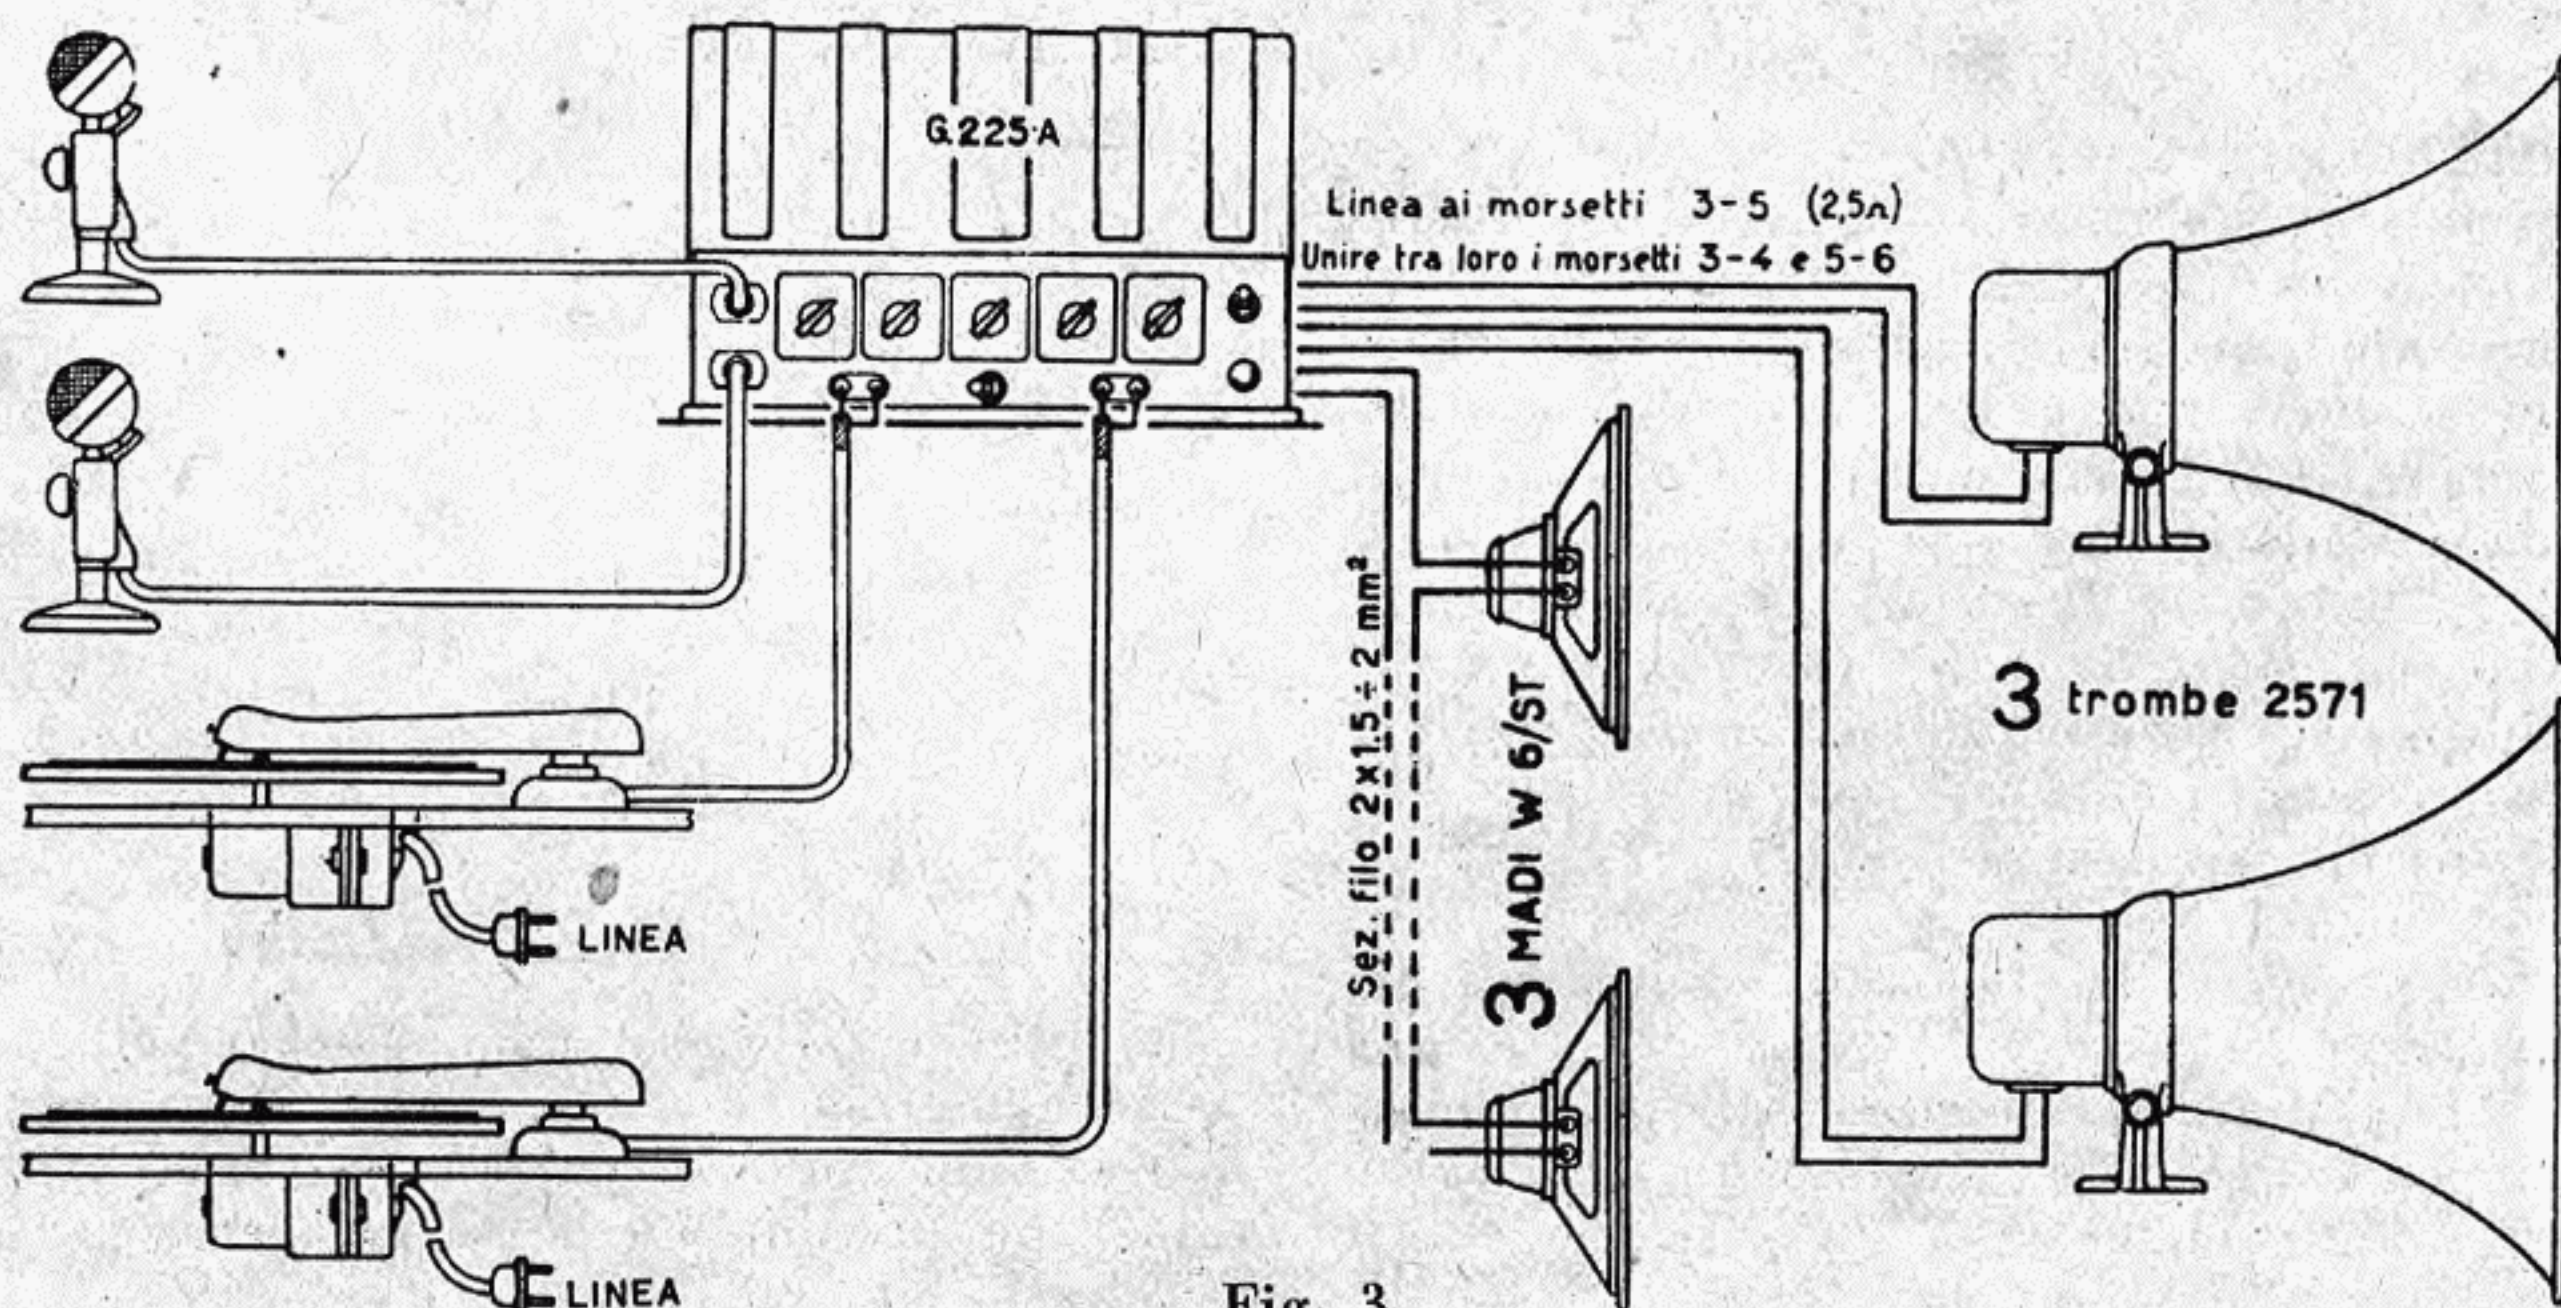 G.225-A
Linea ai morsetti 3-5 (2,5Ω)
Unire tra loro i morsetti 3-4 e 5-6
Sez. filo 2x1,5÷2 mm²
3 MADI W 6/ST
3 trombe 2571
LINEA
LINEA
Fig. 3